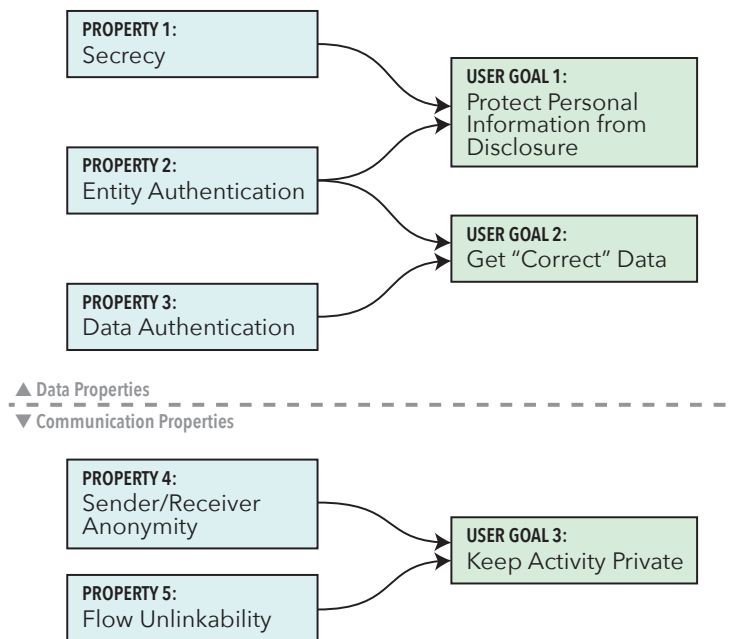 PROPERTY 1:
Secrecy
USER GOAL 1:
Protect Personal
Information from
Disclosure
PROPERTY 2:
Entity Authentication
USER GOAL 2:
Get “Correct” Data
PROPERTY 3:
Data Authentication
▲ Data Properties
▼ Communication Properties
PROPERTY 4:
Sender/Receiver
Anonymity
USER GOAL 3:
Keep Activity Private
PROPERTY 5:
Flow Unlinkability